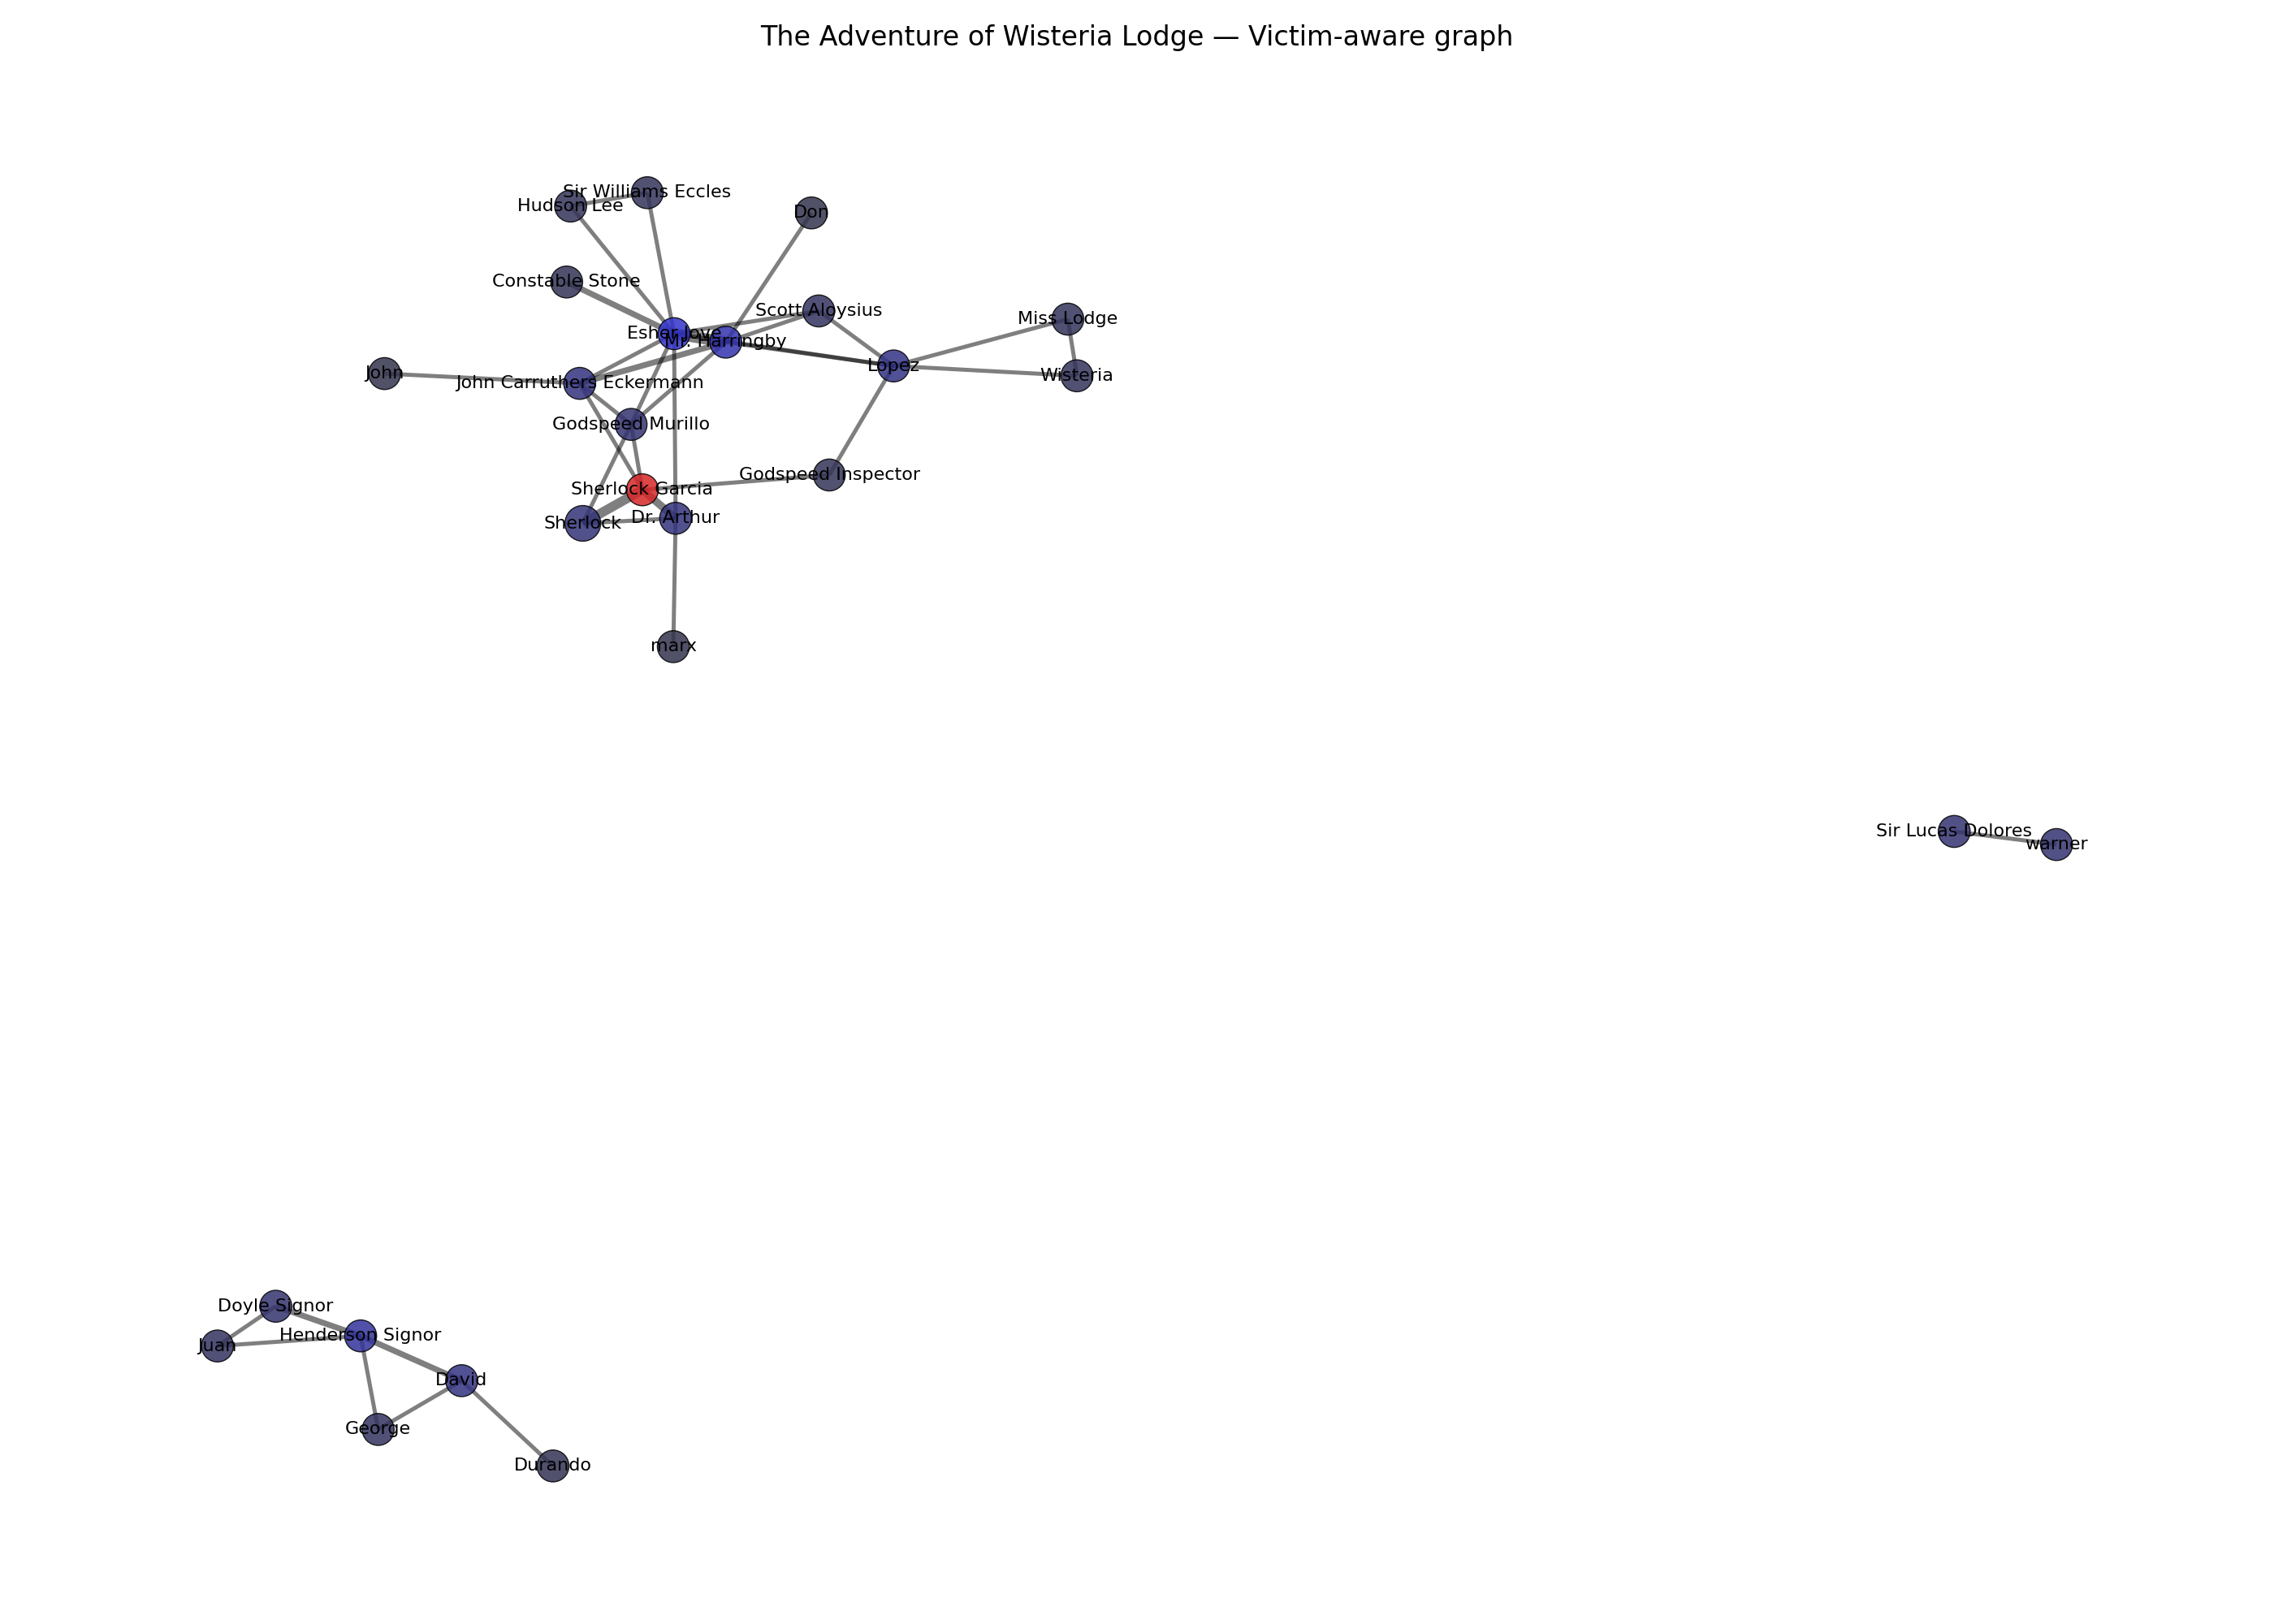 The Adventure of Wisteria Lodge — Victim-aware graph
Sir Williams Eccles
Hudson Lee
Don
Constable Stone
Scott Aloysius
Miss Lodge
Esher Jove
Mr. Harringby
Lopez
John
Wisteria
John Carruthers Eckermann
Godspeed Murillo
Godspeed Inspector
Sherlock Garcia
Dr. Arthur
Sherlock
marx
Sir Lucas Dolores
warner
Doyle Signor
Henderson Signor
Juan
David
George
Durando